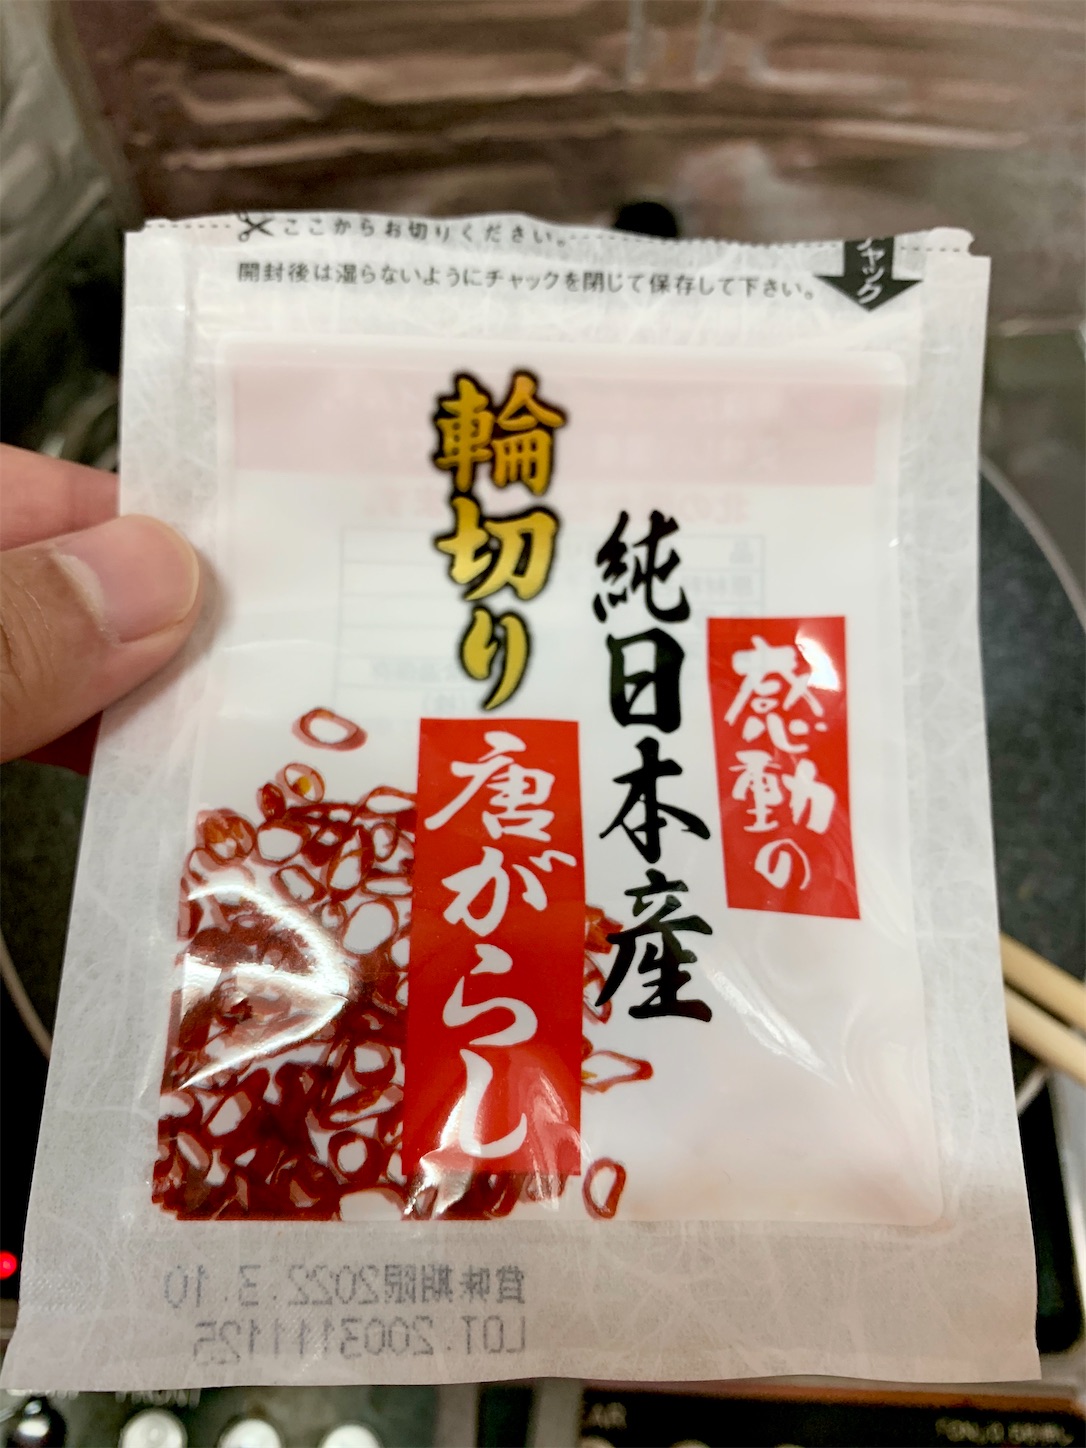 ここからお切りください。
開封後は湿らないようにチャックを閉じて保存して下さい。
チャック
感動の
純日本産
輪切り
唐がらし
賞味期限2022.3.10
LOT.2003111125